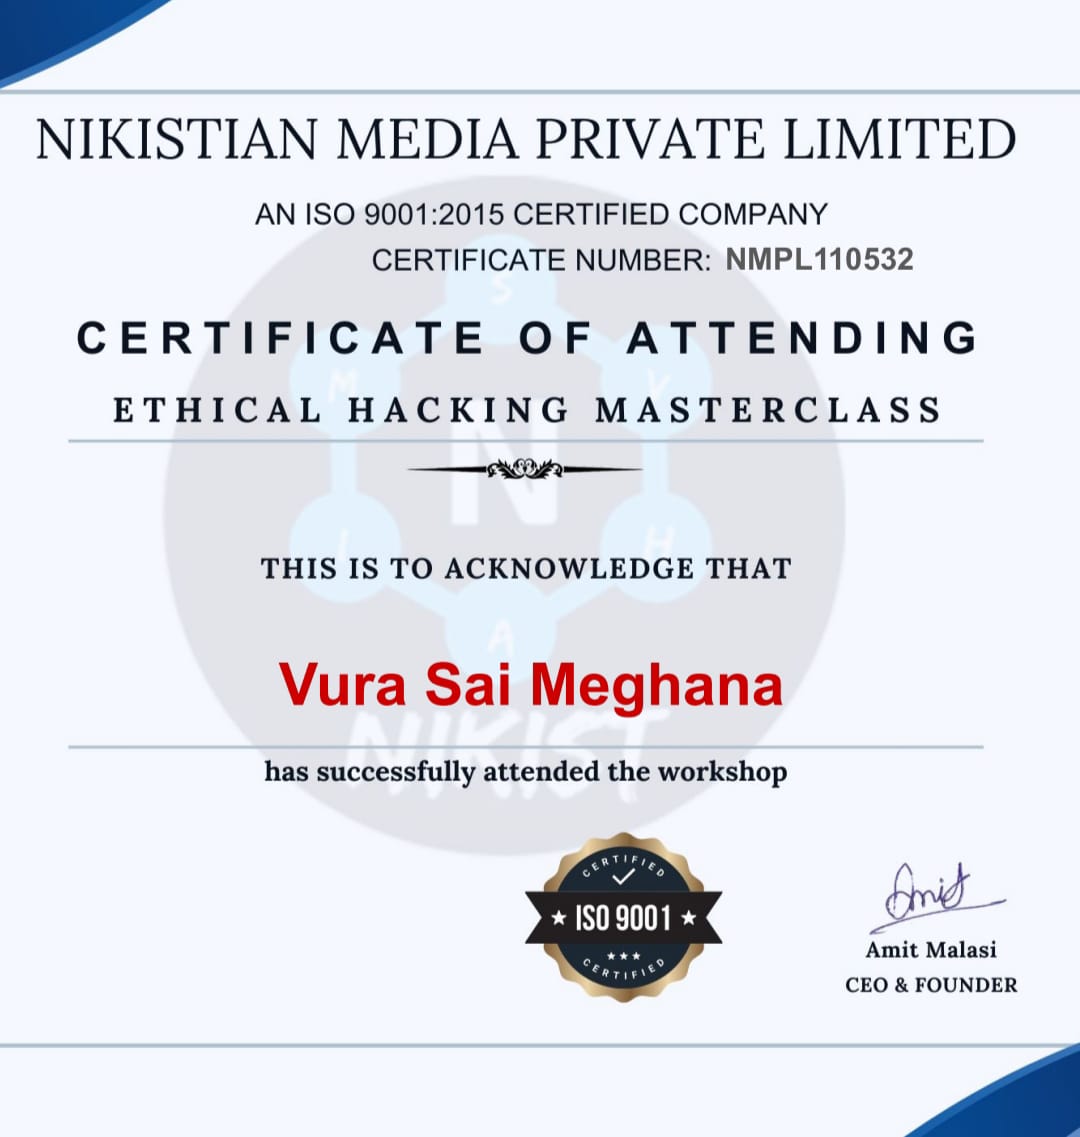 NIKISTIAN MEDIA PRIVATE LIMITED
AN ISO 9001:2015 CERTIFIED COMPANY
CERTIFICATE NUMBER: NMPL110532
CERTIFICATE OF ATTENDING
ETHICAL HACKING MASTERCLASS
S
M
V
N
I
H
THIS IS TO ACKNOWLEDGE THAT
A
Vura Sai Meghana
NIKIST
has successfully attended the workshop
CERTIFIED
ISO 9001
CERTIFIED
Amit
Amit Malasi
CEO & FOUNDER